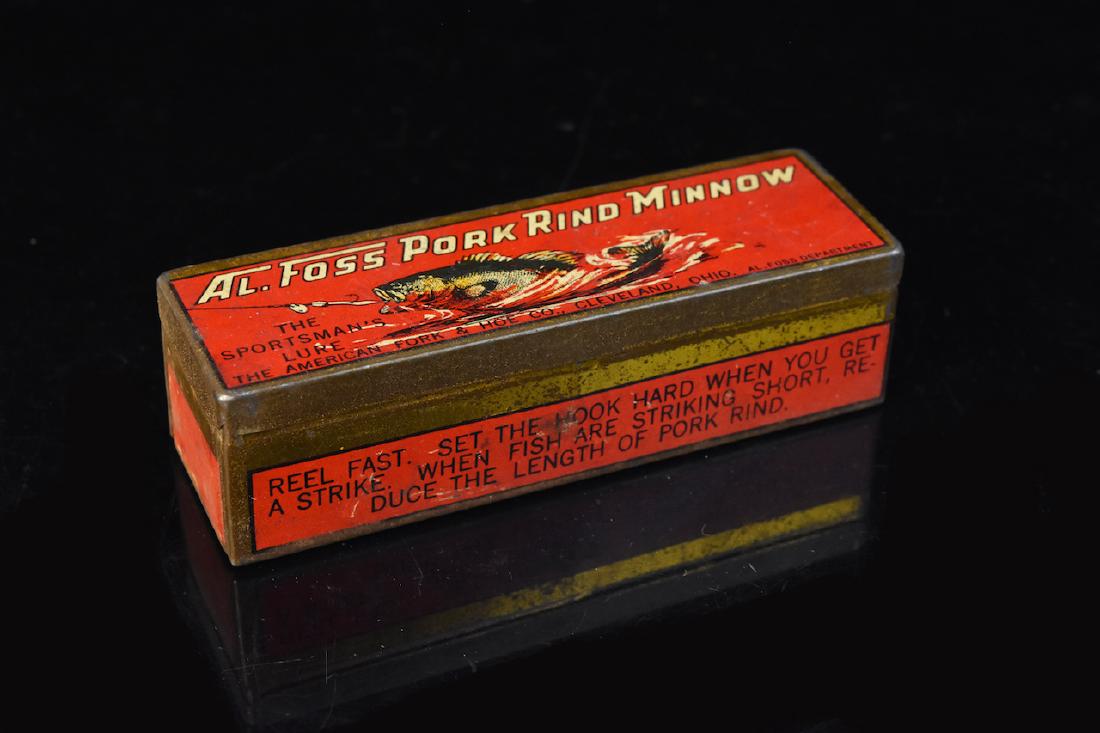 AL. FOSS PORK RIND MINNOW
THE
SPORTSMAN'S
LURE
THE AMERICAN FORK & HOE CO., CLEVELAND, OHIO. AL. FOSS DEPARTMENT
REEL FAST. SET THE HOOK HARD WHEN YOU GET
A STRIKE. WHEN FISH ARE STRIKING SHORT, RE-
DUCE THE LENGTH OF PORK RIND.